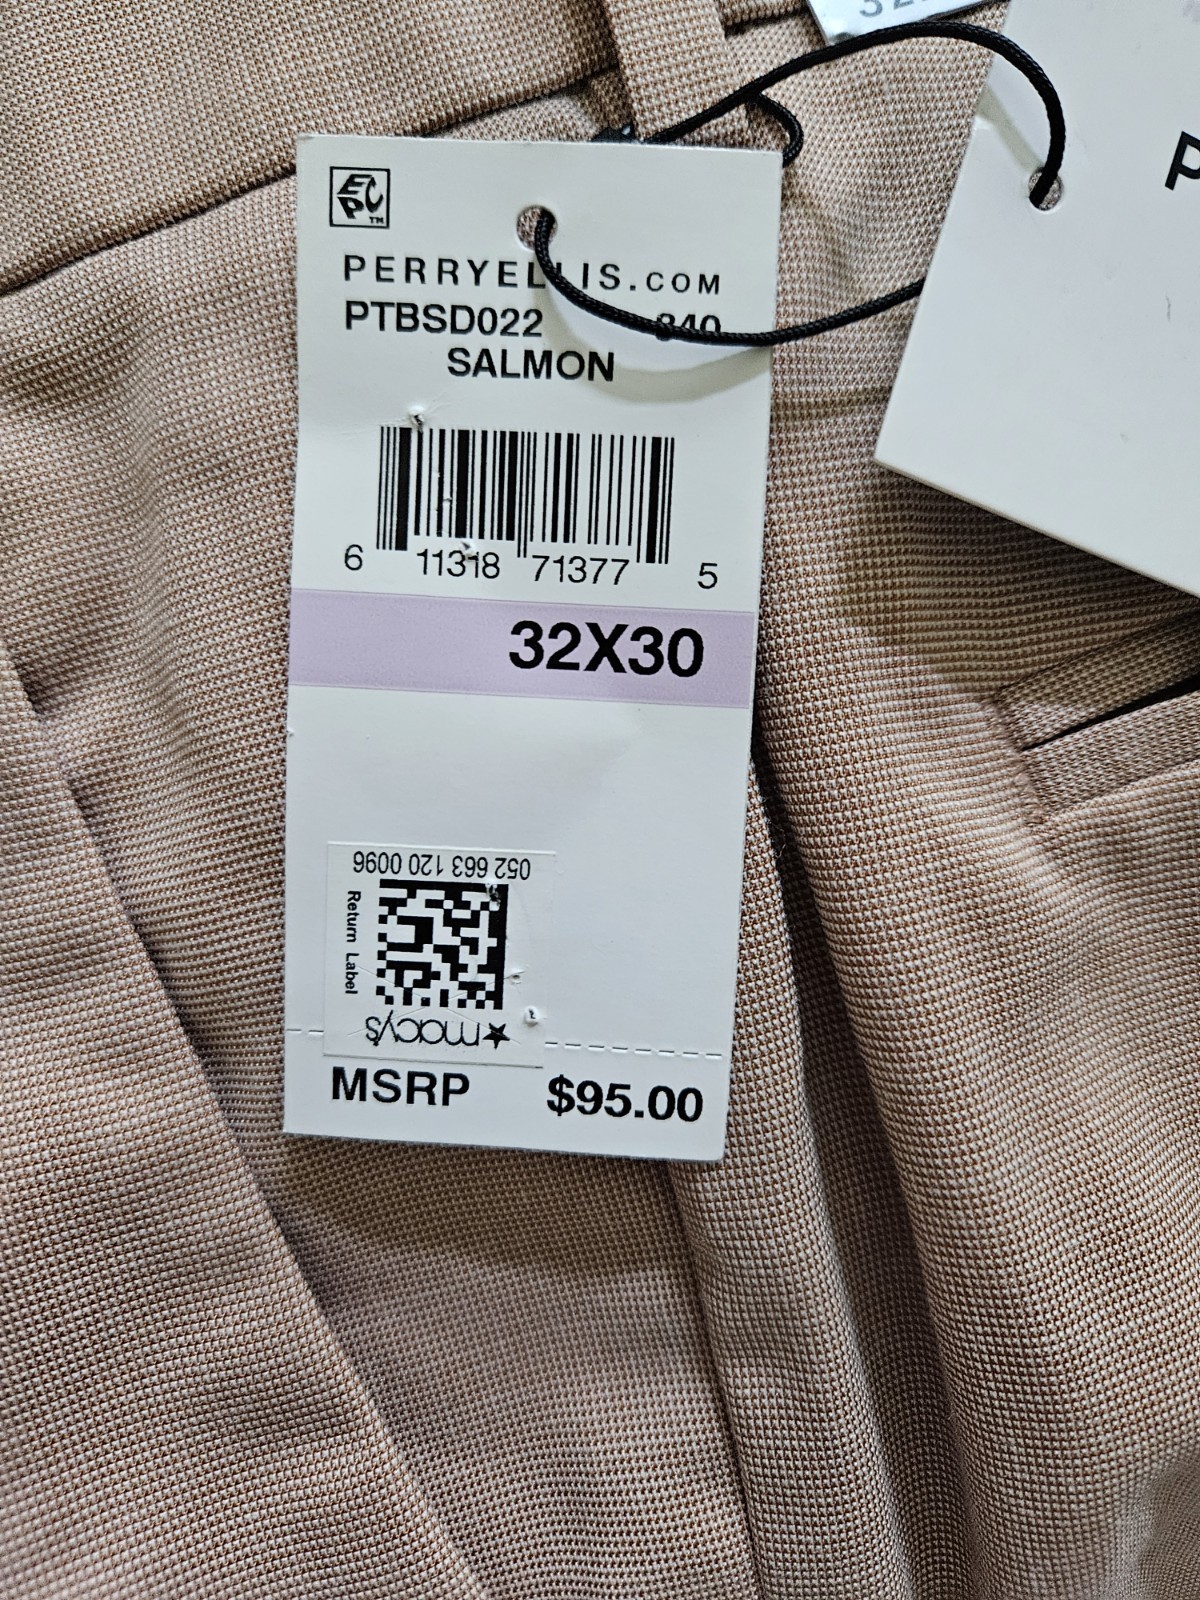 PERRYELLIS.COM
PTBSD022 840
SALMON
6 11318 71377 5
32X30
052 663 120 0096
Return Label
macy's
MSRP $95.00
P